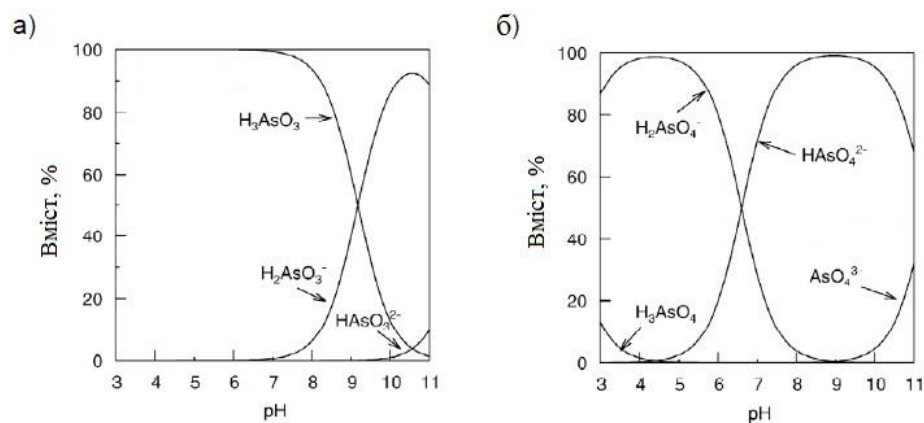 а)
100
80
60
40
20
0
Вміст, %
H₃AsO₃
H₂AsO₃⁻
HAsO₃²⁻
3 4 5 6 7 8 9 10 11
pH
б)
100
80
60
40
20
0
Вміст, %
H₂AsO₄⁻
HAsO₄²⁻
AsO₄³⁻
H₃AsO₄
3 4 5 6 7 8 9 10 11
pH